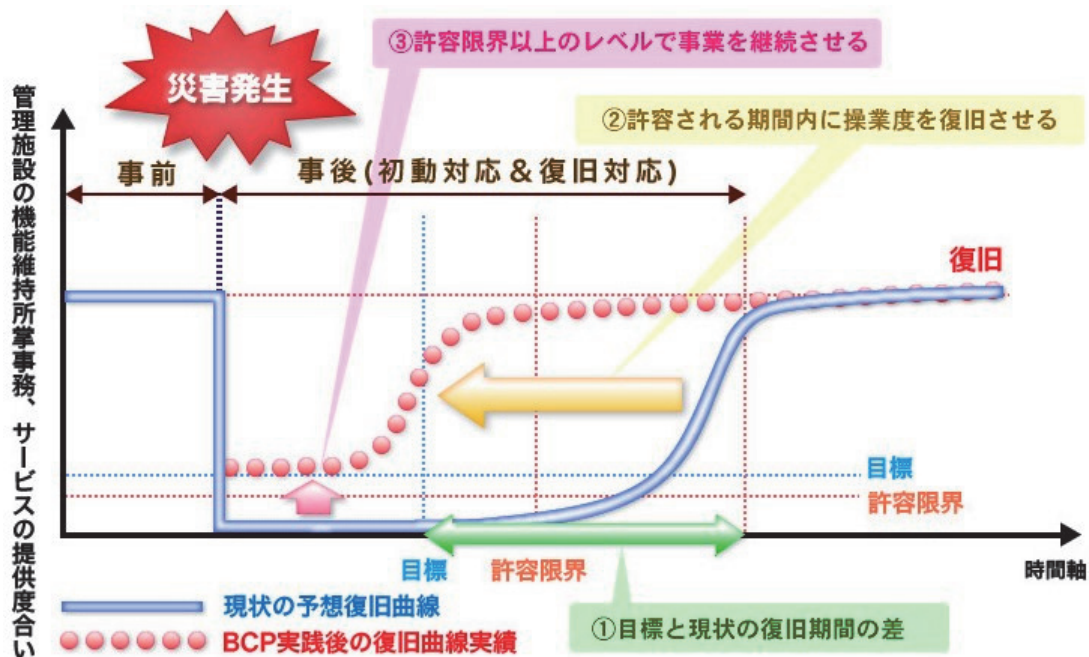 ③許容限界以上のレベルで事業を継続させる
災害発生
②許容される期間内に操業度を復旧させる
管理施設の機能維持所掌事務、サービスの提供度合い
事前
事後(初動対応&復旧対応)
復旧
目標
許容限界
目標
許容限界
時間軸
現状の予想復旧曲線
①目標と現状の復旧期間の差
BCP実践後の復旧曲線実績